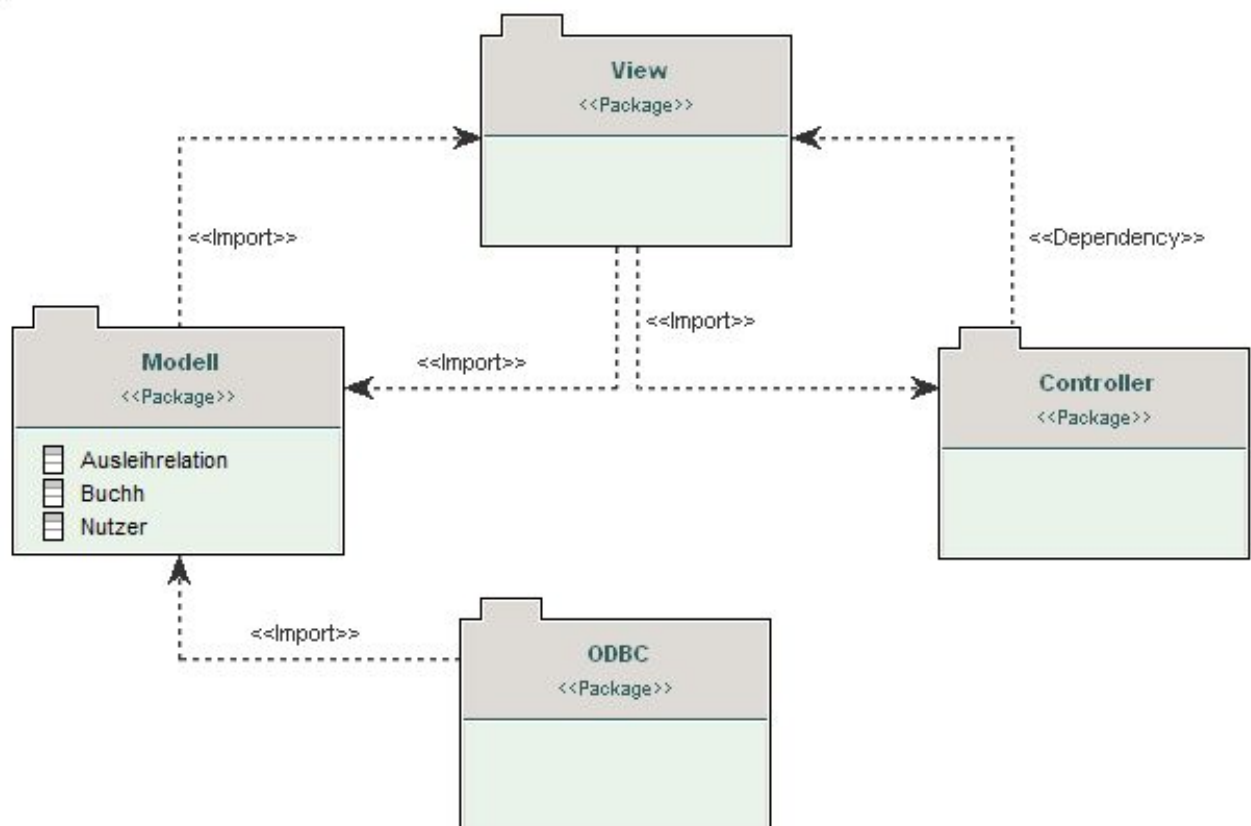 View
<<Package>>
<<Import>>
<<Dependency>>
<<Import>>
<<Import>>
Modell
<<Package>>
Ausleihrelation
Buchh
Nutzer
Controller
<<Package>>
<<Import>>
ODBC
<<Package>>